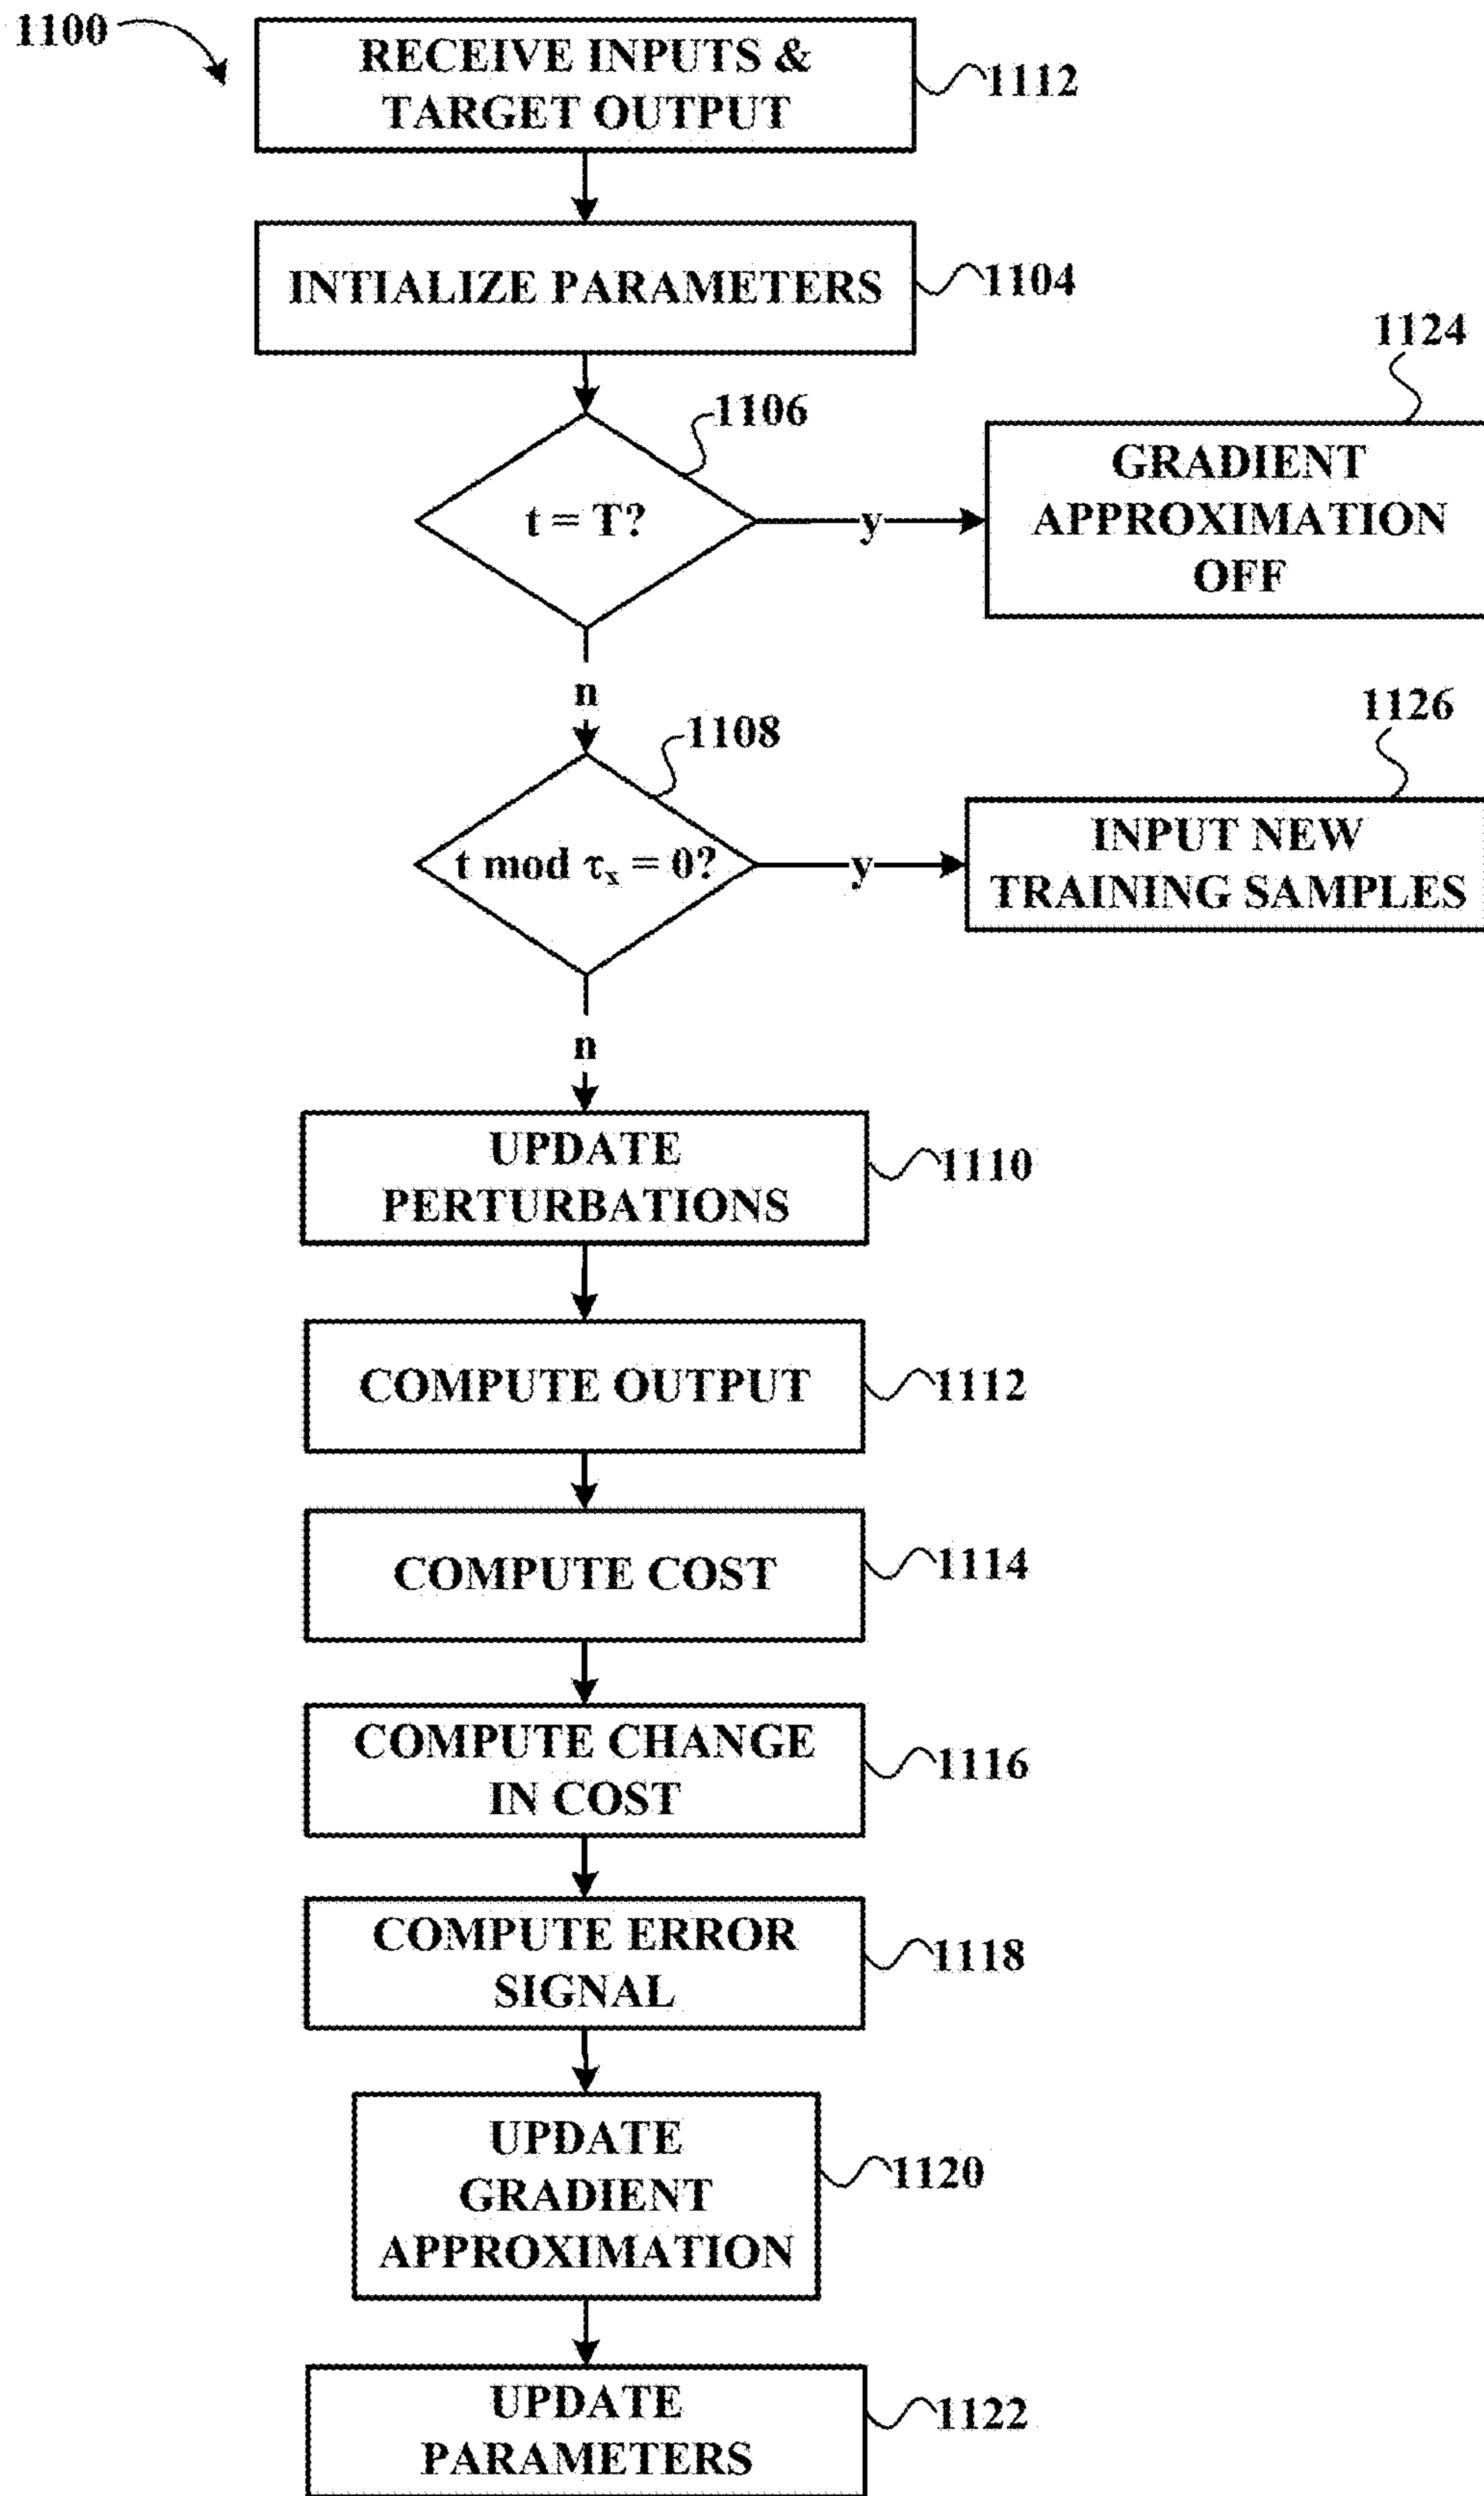 1100
RECEIVE INPUTS &
TARGET OUTPUT
1112
INTIALIZE PARAMETERS
1104
1106
t = T?
y
1124
GRADIENT
APPROXIMATION
OFF
n
1108
t mod τₓ = 0?
y
1126
INPUT NEW
TRAINING SAMPLES
n
UPDATE
PERTURBATIONS
1110
COMPUTE OUTPUT
1112
COMPUTE COST
1114
COMPUTE CHANGE
IN COST
1116
COMPUTE ERROR
SIGNAL
1118
UPDATE
GRADIENT
APPROXIMATION
1120
UPDATE
PARAMETERS
1122